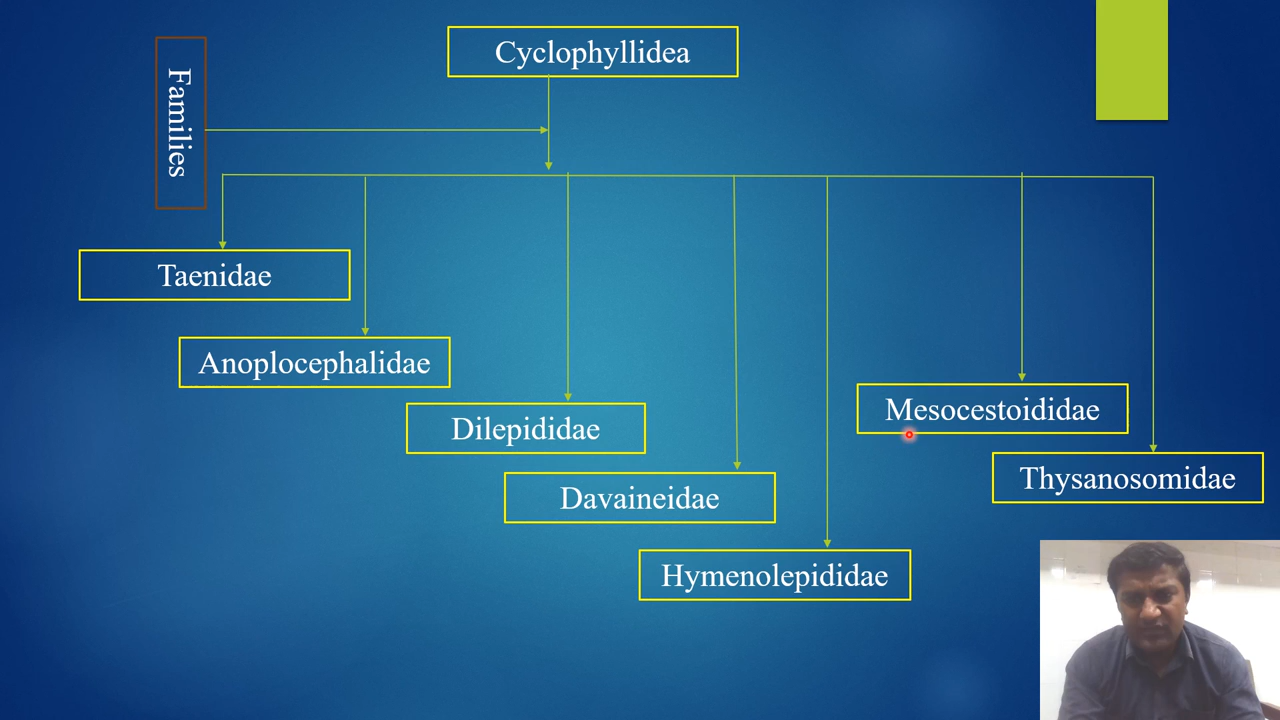 Cyclophyllidea
Families
Taenidae
Anoplocephalidae
Dilepididae
Davaineidae
Hymenolepididae
Mesocestoididae
Thysanosomidae